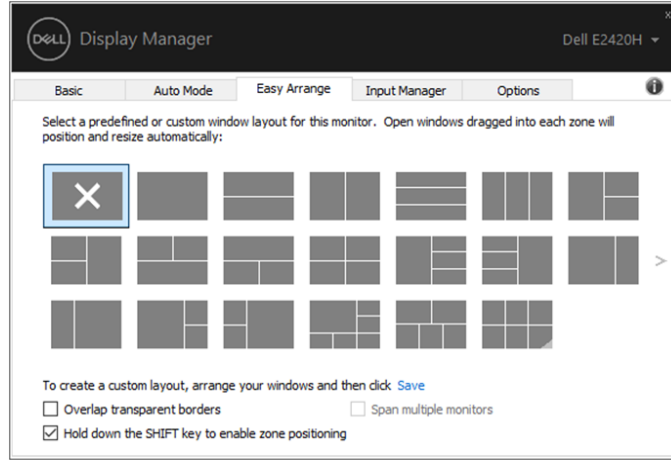 DELL Display Manager
Dell E2420H
Basic Auto Mode Easy Arrange Input Manager Options
Select a predefined or custom window layout for this monitor. Open windows dragged into each zone will
position and resize automatically:
To create a custom layout, arrange your windows and then click Save
Overlap transparent borders
Span multiple monitors
Hold down the SHIFT key to enable zone positioning